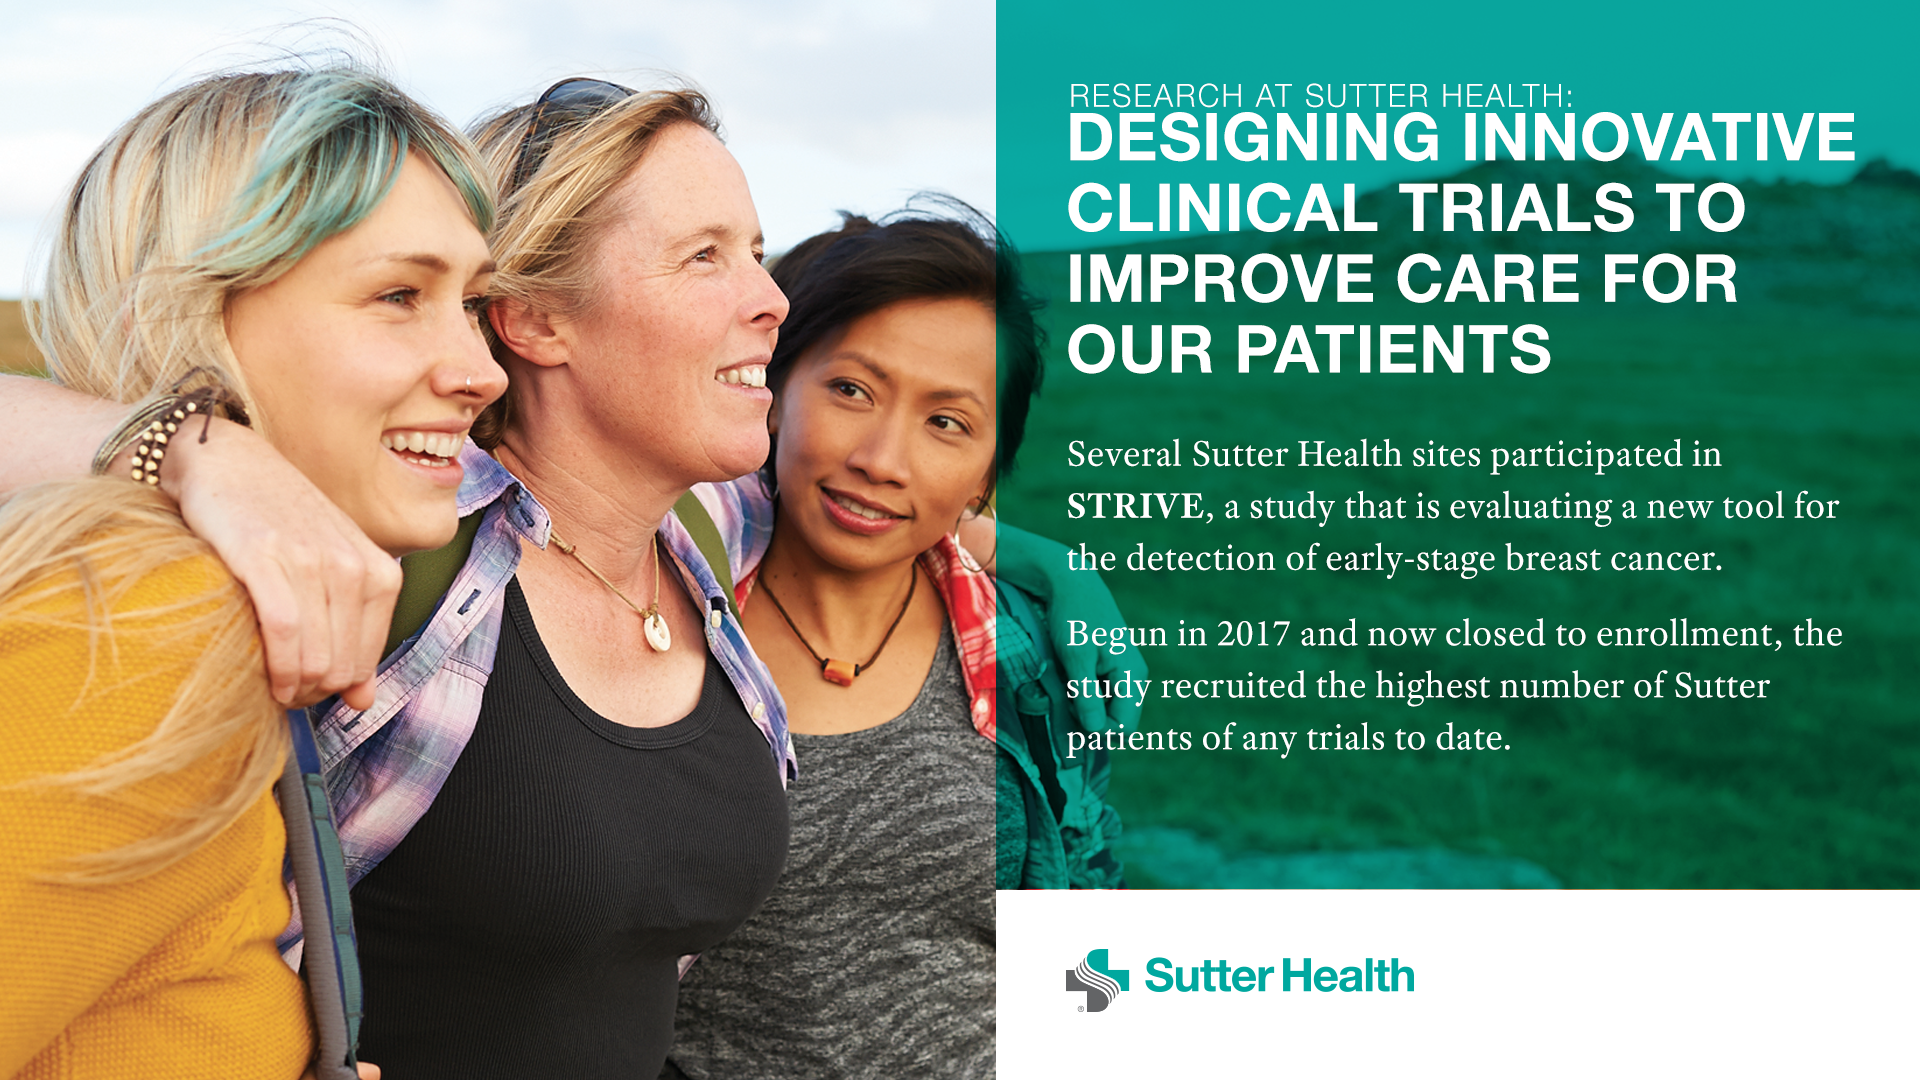 RESEARCH AT SUTTER HEALTH:
DESIGNING INNOVATIVE
CLINICAL TRIALS TO
IMPROVE CARE FOR
OUR PATIENTS
Several Sutter Health sites participated in
STRIVE, a study that is evaluating a new tool for
the detection of early-stage breast cancer.
Begun in 2017 and now closed to enrollment, the
study recruited the highest number of Sutter
patients of any trials to date.
Sutter Health
®